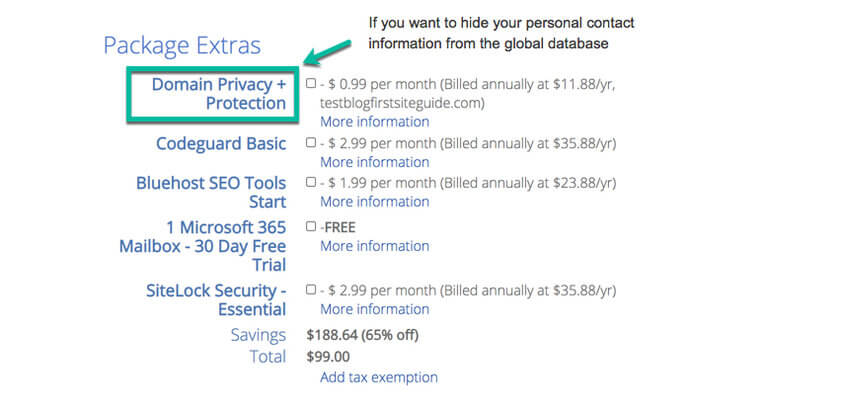 If you want to hide your personal contact
information from the global database
Package Extras
Domain Privacy +
Protection
- $ 0.99 per month (Billed annually at $11.88/yr,
testblogfirstsiteguide.com)
More information
Codeguard Basic
- $ 2.99 per month (Billed annually at $35.88/yr)
More information
Bluehost SEO Tools
Start
- $ 1.99 per month (Billed annually at $23.88/yr)
More information
1 Microsoft 365
Mailbox - 30 Day Free
Trial
-FREE
More information
SiteLock Security -
Essential
- $ 2.99 per month (Billed annually at $35.88/yr)
More information
Savings $188.64 (65% off)
Total $99.00
Add tax exemption